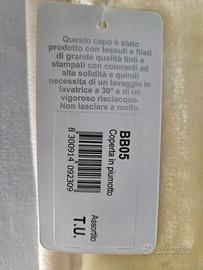 Questo capo è stato
prodotto con tessuti e filati
di grande qualità tinti e
stampati con coloranti ad
alta solidità e quindi
necessita di un lavaggio in
lavatrice a 30° e di un
vigoroso risciacquo.
Non lasciare a mollo.
BB05
Coperta in piumotto
8 300914 092309
Assortito
T.U.
subito